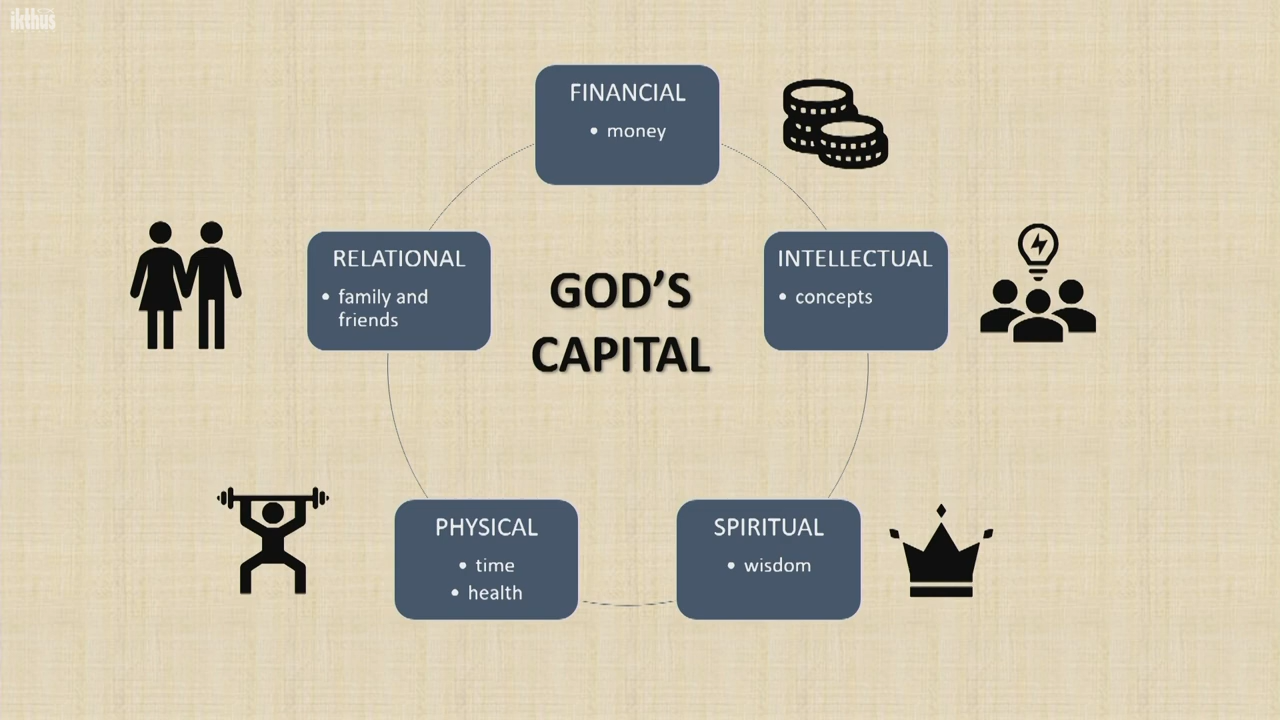 ikthus
FINANCIAL
• money
RELATIONAL
• family and
friends
GOD'S
CAPITAL
INTELLECTUAL
• concepts
PHYSICAL
• time
• health
SPIRITUAL
• wisdom